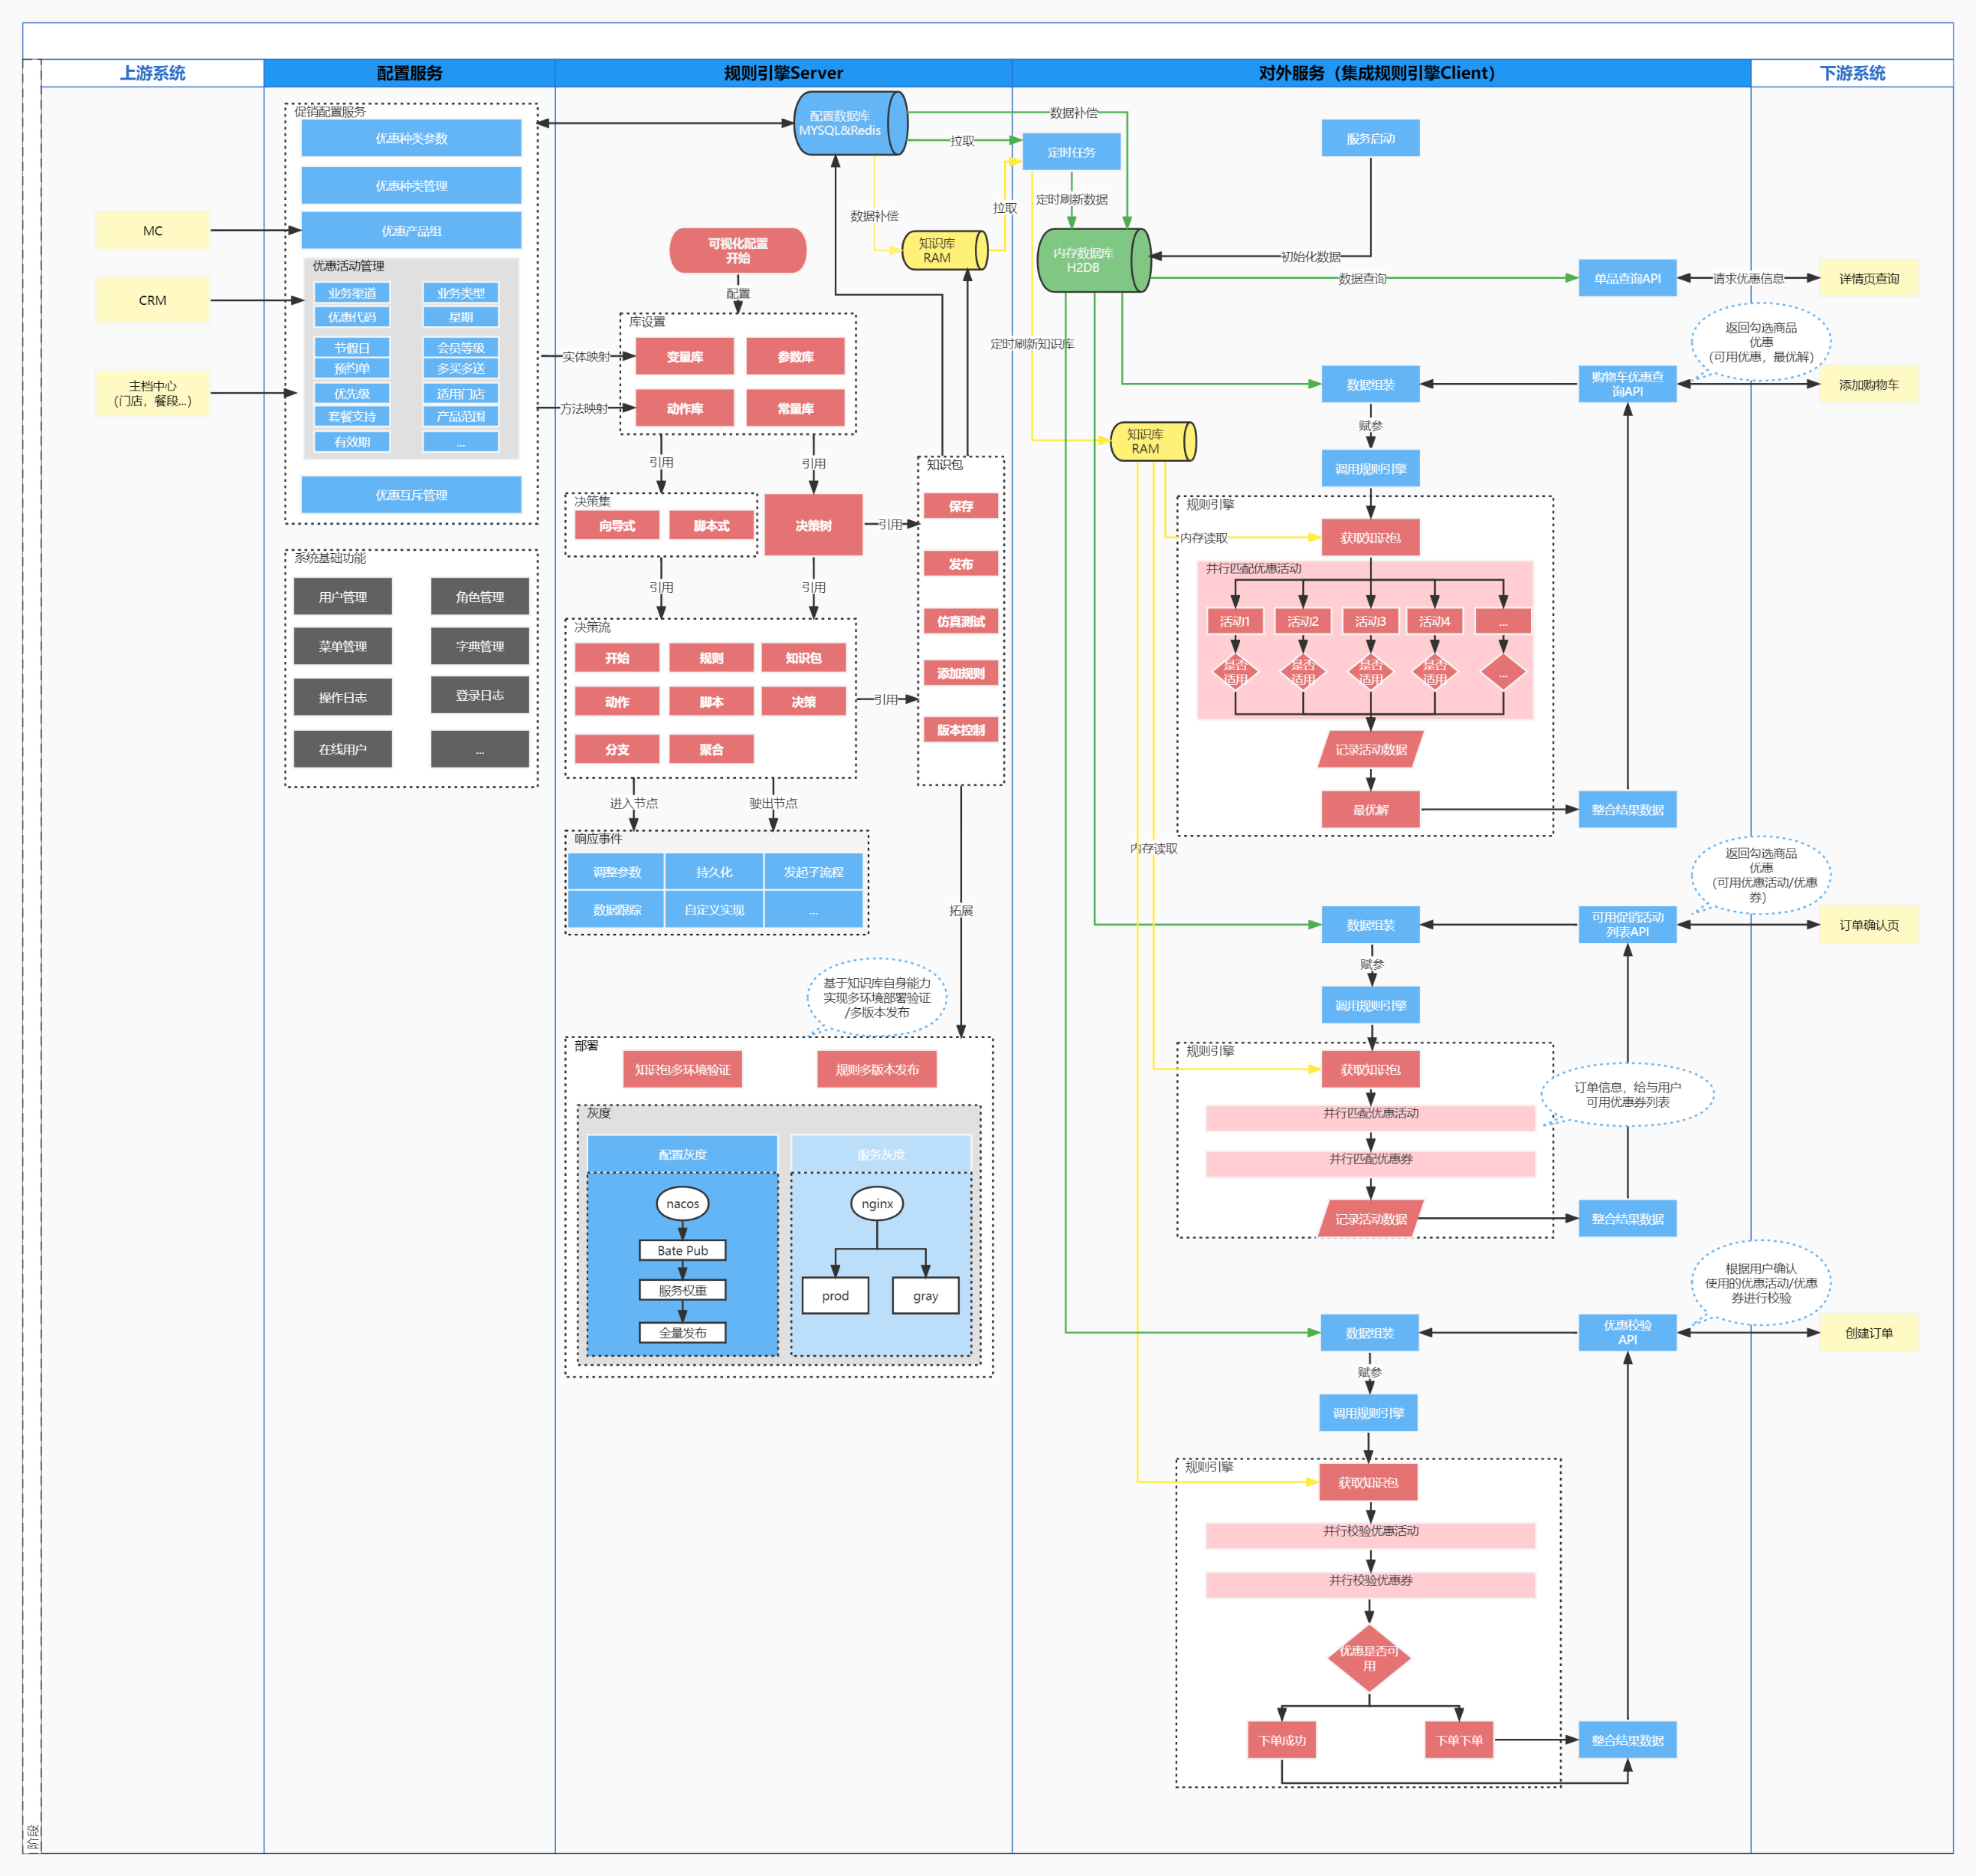 上游系统
配置服务
规则引擎Server
对外服务（集成规则引擎Client）
下游系统
阶段
MC
CRM
主档中心
（门店，餐段...）
促销配置服务
优惠种类参数
优惠种类管理
优惠产品组
优惠活动管理
业务渠道
业务类型
优惠代码
星期
节假日
会员等级
预约单
多买多送
优先级
适用门店
套餐支持
产品范围
有效期
...
优惠互斥管理
系统基础功能
用户管理
角色管理
菜单管理
字典管理
操作日志
登录日志
在线用户
...
配置数据库
MYSQL&Redis
数据补偿
拉取
数据补偿
知识库
RAM
拉取
可视化配置
开始
配置
库设置
变量库
参数库
动作库
常量库
实体映射
方法映射
引用
引用
决策集
向导式
脚本式
决策树
引用
引用
引用
决策流
开始
规则
知识包
动作
脚本
决策
分支
聚合
引用
知识包
保存
发布
仿真测试
添加规则
版本控制
进入节点
驶出节点
响应事件
调整参数
持久化
发起子流程
数据跟踪
自定义实现
...
拓展
基于知识库自身能力
实现多环境部署验证
/多版本发布
部署
知识包多环境验证
规则多版本发布
灰度
配置灰度
服务灰度
nacos
Bate Pub
服务权重
全量发布
nginx
prod
gray
定时任务
定时刷新数据
服务启动
内存数据库
H2DB
初始化数据
数据查询
单品查询API
请求优惠信息
详情页查询
定时刷新知识库
返回勾选商品
优惠
（可用优惠，最优解）
数据组装
购物车优惠查
询API
添加购物车
赋参
知识库
RAM
调用规则引擎
规则引擎
内存读取
获取知识包
并行匹配优惠活动
活动1
活动2
活动3
活动4
...
是否
适用
是否
适用
是否
适用
是否
适用
...
记录活动数据
最优解
整合结果数据
内存读取
返回勾选商品
优惠
（可用优惠活动/优惠
券）
数据组装
可用促销活动
列表API
订单确认页
赋参
调用规则引擎
规则引擎
获取知识包
并行匹配优惠活动
并行匹配优惠券
记录活动数据
整合结果数据
订单信息，给与用户
可用优惠券列表
根据用户确认
使用的优惠活动/优惠
券进行校验
数据组装
优惠校验
API
创建订单
赋参
调用规则引擎
规则引擎
获取知识包
并行校验优惠活动
并行校验优惠券
优惠是否可
用
下单成功
下单下单
整合结果数据